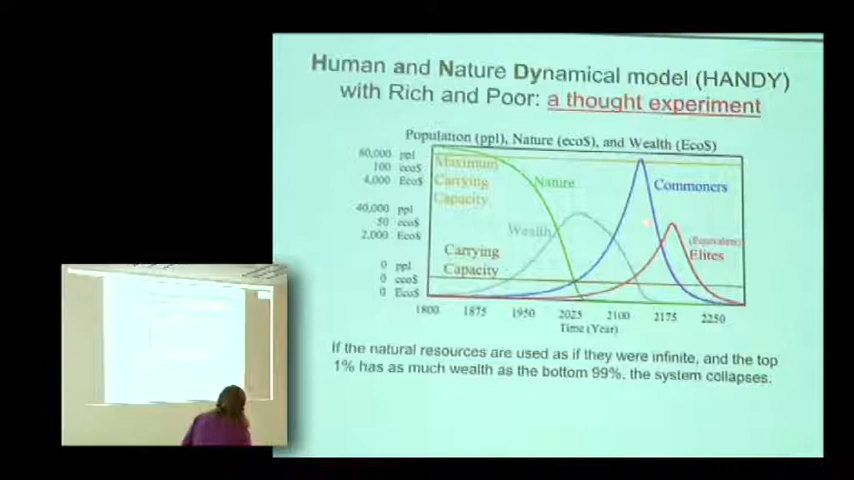 Human and Nature Dynamical model (HANDY)
with Rich and Poor: a thought experiment
Population (ppl), Nature (eco$), and Wealth (Eco$)
80,000 ppl
100 eco$
4,000 Eco$
40,000 ppl
50 eco$
2,000 Eco$
0 ppl
0 eco$
0 Eco$
Maximum
Carrying
Capacity
Nature
Commoners
Wealth
(Equivalent)
Elites
Carrying
Capacity
1800 1875 1950 2025 2100 2175 2250
Time (Year)
If the natural resources are used as if they were infinite, and the top
1% has as much wealth as the bottom 99%, the system collapses.